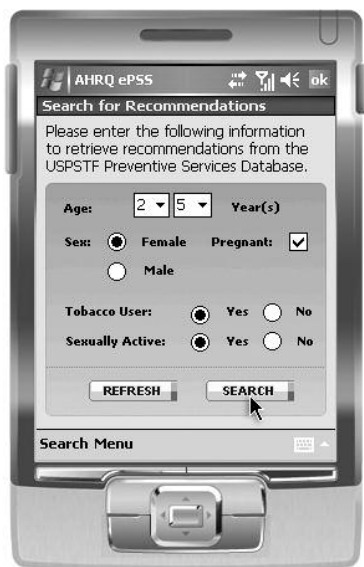 AHRQ ePSS ok
Search for Recommendations
Please enter the following information
to retrieve recommendations from the
USPSTF Preventive Services Database.
Age: 2 5 Year(s)
Sex: Female Pregnant:
Male
Tobacco User: Yes No
Sexually Active: Yes No
REFRESH SEARCH
Search Menu